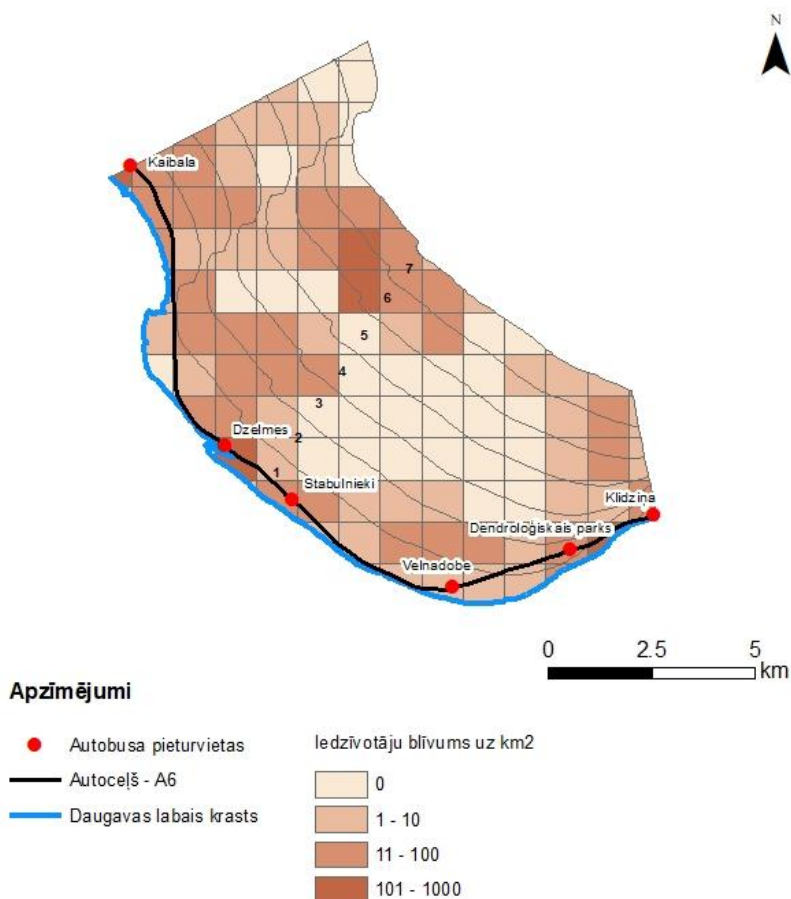 N
Kaibala
7
6
5
4
3
Dzelmes
2
1
Stabulnieki
Klidziņa
Dendroloģiskais parks
Velnadobe
0 2.5 5
km
Apzīmējumi
Autobusa pieturvietas
Autoceļš - A6
Daugavas labais krasts
Iedzīvotāju blīvums uz km2
0
1 - 10
11 - 100
101 - 1000